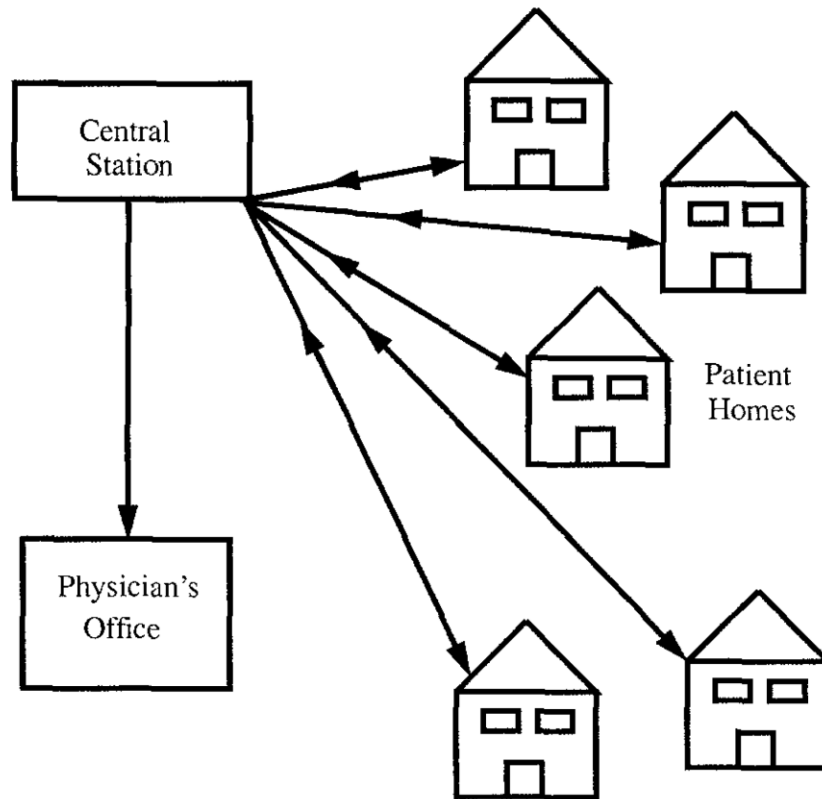 Central
Station
Patient
Homes
Physician's
Office